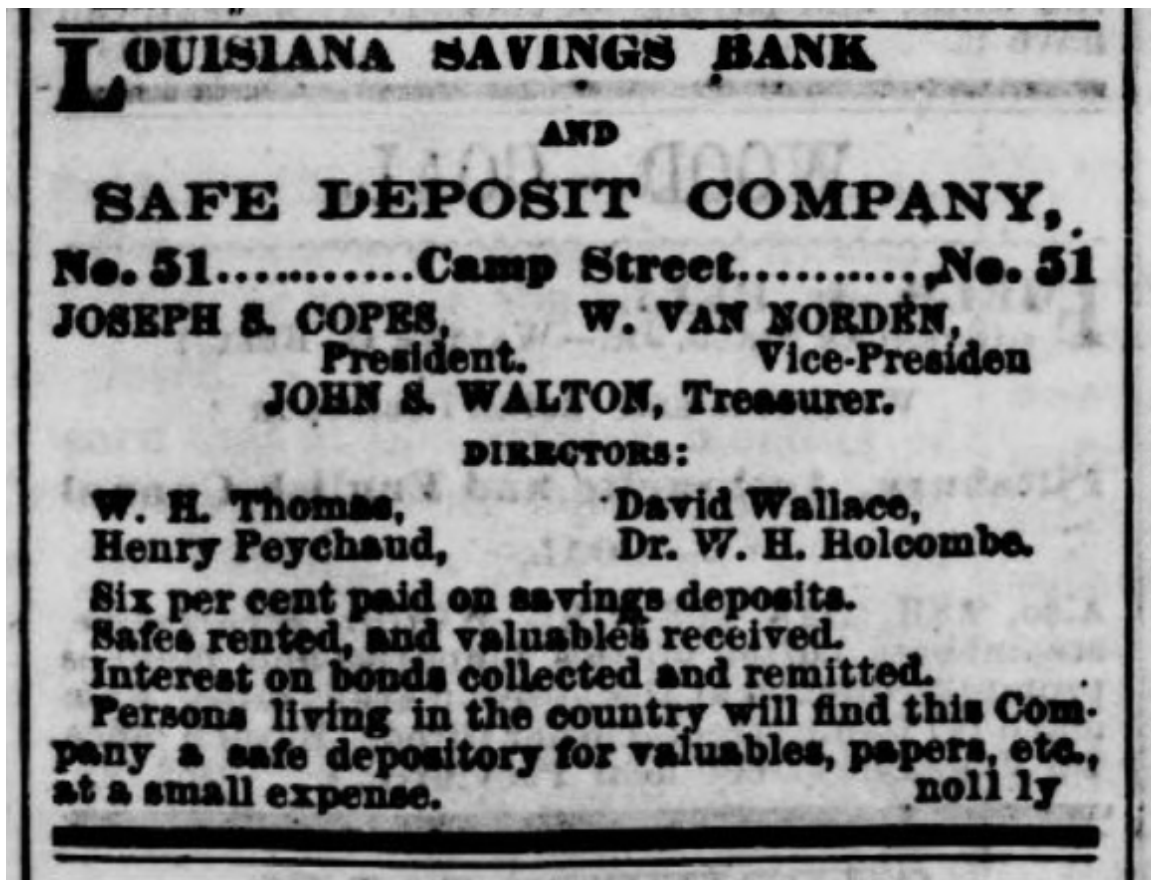 LOUISIANA SAVINGS BANK
AND
SAFE DEPOSIT COMPANY,
No. 51............Camp Street..........,No. 51
JOSEPH S. COPES, W. VAN NORDEN,
President. Vice-Presiden
JOHN S. WALTON, Treasurer.
DIRECTORS:
W. H. Thomas, David Wallace,
Henry Peychaud, Dr. W. H. Holcombe.
Six per cent paid on savings deposits.
Safes rented, and valuables received.
Interest on bonds collected and remitted.
Persons living in the country will find this Com-
pany a safe depository for valuables, papers, etc.,
at a small expense. no11 ly